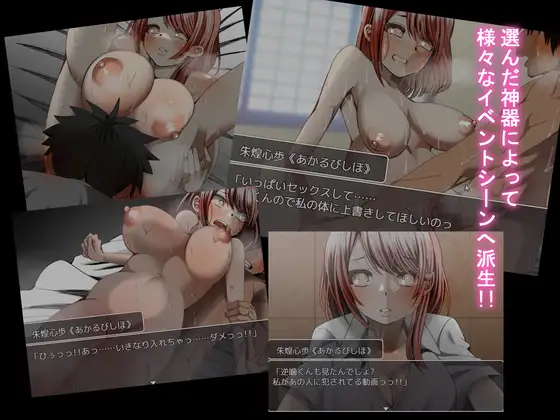 選んだ神器によって
様々なイベントシーンへ派生!!
朱煌心歩《あかるびしほ》
「いっぱいセックスして……
くんので私の体に上書きしてほしいのっ
朱煌心歩《あかるびしほ》
「ひぅっっ!!あっ……いきなり入れちゃっ……ダメっっ!!」
朱煌心歩《あかるびしほ》
「逆喰くんも見たんでしょ?
私があの人に犯されてる動画っっ!!」